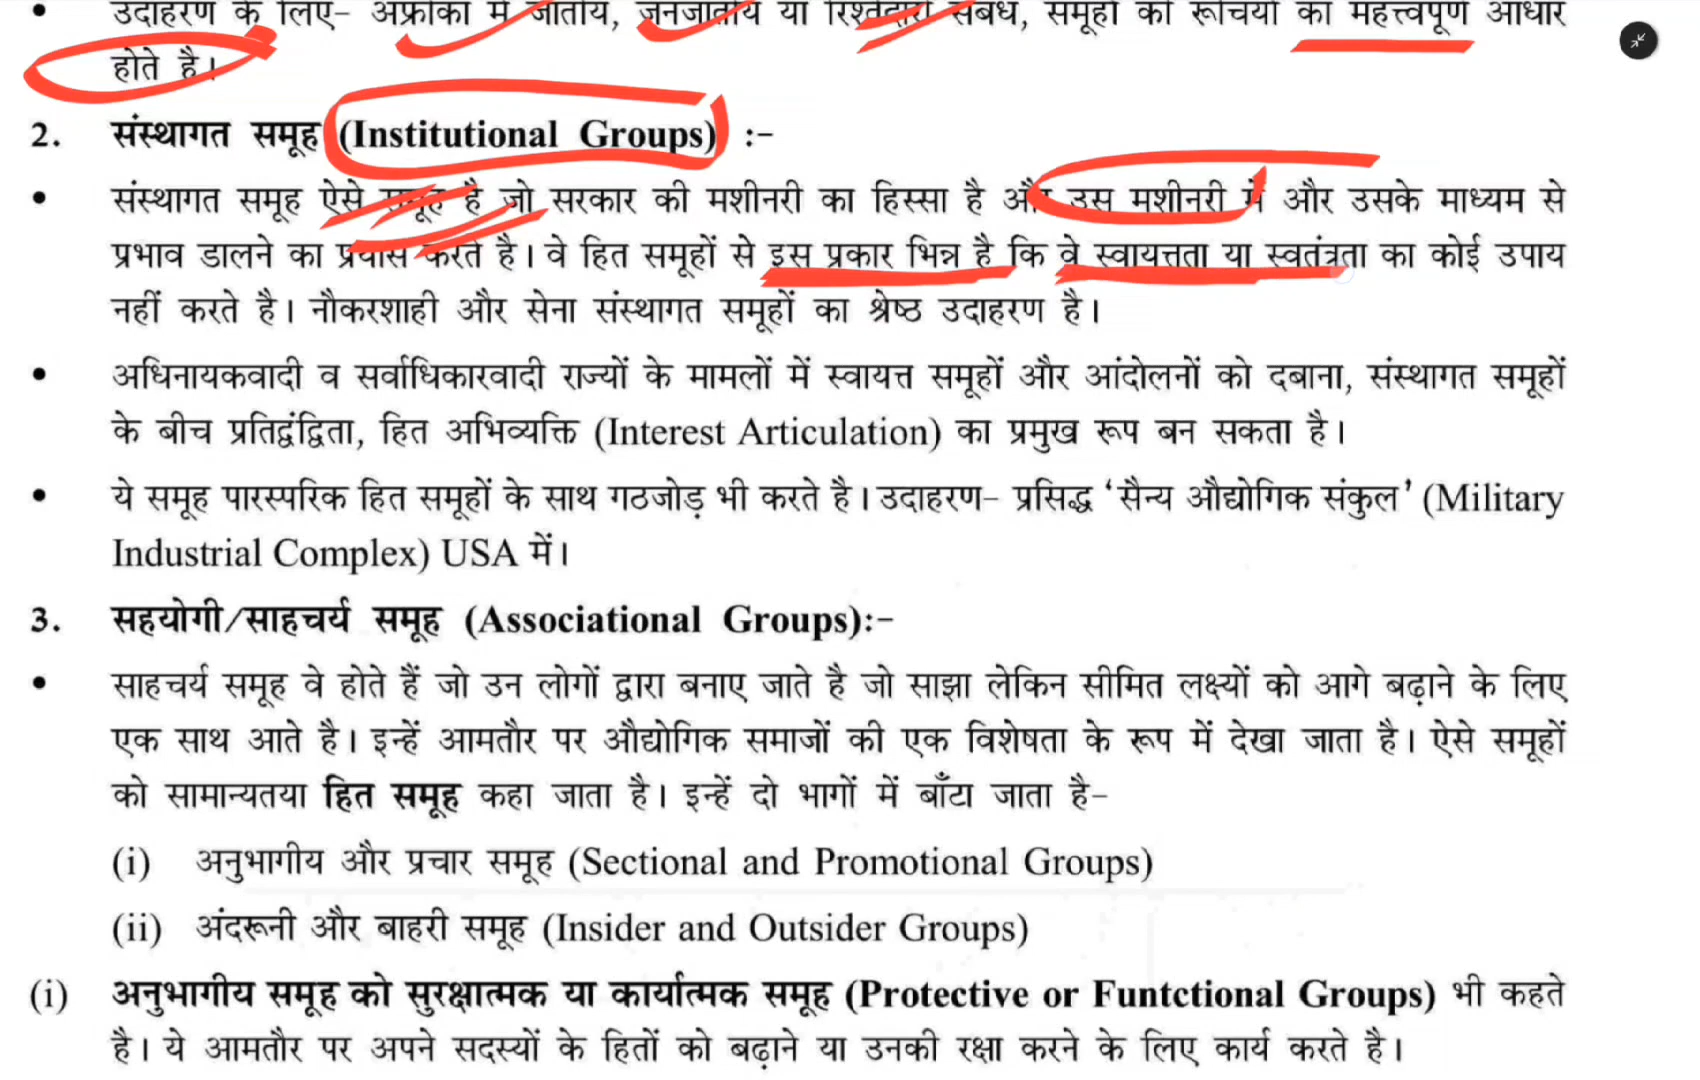 उदाहरण के लिए– अफ्रीका में जातीय, जनजातीय या रिश्तेदारी संबंध, समूहों की रूचियों का महत्त्वपूर्ण आधार
होते है।
2. संस्थागत समूह (Institutional Groups) :–
• संस्थागत समूह ऐसे समूह है जो सरकार की मशीनरी का हिस्सा है और उस मशीनरी में और उसके माध्यम से
प्रभाव डालने का प्रयास करते है। वे हित समूहों से इस प्रकार भिन्न है कि वे स्वायत्तता या स्वतंत्रता का कोई उपाय
नहीं करते है। नौकरशाही और सेना संस्थागत समूहों का श्रेष्ठ उदाहरण है।
• अधिनायकवादी व सर्वाधिकारवादी राज्यों के मामलों में स्वायत्त समूहों और आंदोलनों को दबाना, संस्थागत समूहों
के बीच प्रतिद्वंद्विता, हित अभिव्यक्ति (Interest Articulation) का प्रमुख रूप बन सकता है।
• ये समूह पारस्परिक हित समूहों के साथ गठजोड़ भी करते है। उदाहरण– प्रसिद्ध ‘सैन्य औद्योगिक संकुल’ (Military
Industrial Complex) USA में।
3. सहयोगी/साहचर्य समूह (Associational Groups):–
• साहचर्य समूह वे होते हैं जो उन लोगों द्वारा बनाए जाते है जो साझा लेकिन सीमित लक्ष्यों को आगे बढ़ाने के लिए
एक साथ आते है। इन्हें आमतौर पर औद्योगिक समाजों की एक विशेषता के रूप में देखा जाता है। ऐसे समूहों
को सामान्यतया हित समूह कहा जाता है। इन्हें दो भागों में बाँटा जाता है–
(i) अनुभागीय और प्रचार समूह (Sectional and Promotional Groups)
(ii) अंदरूनी और बाहरी समूह (Insider and Outsider Groups)
(i) अनुभागीय समूह को सुरक्षात्मक या कार्यात्मक समूह (Protective or Funtctional Groups) भी कहते
है। ये आमतौर पर अपने सदस्यों के हितों को बढ़ाने या उनकी रक्षा करने के लिए कार्य करते है।